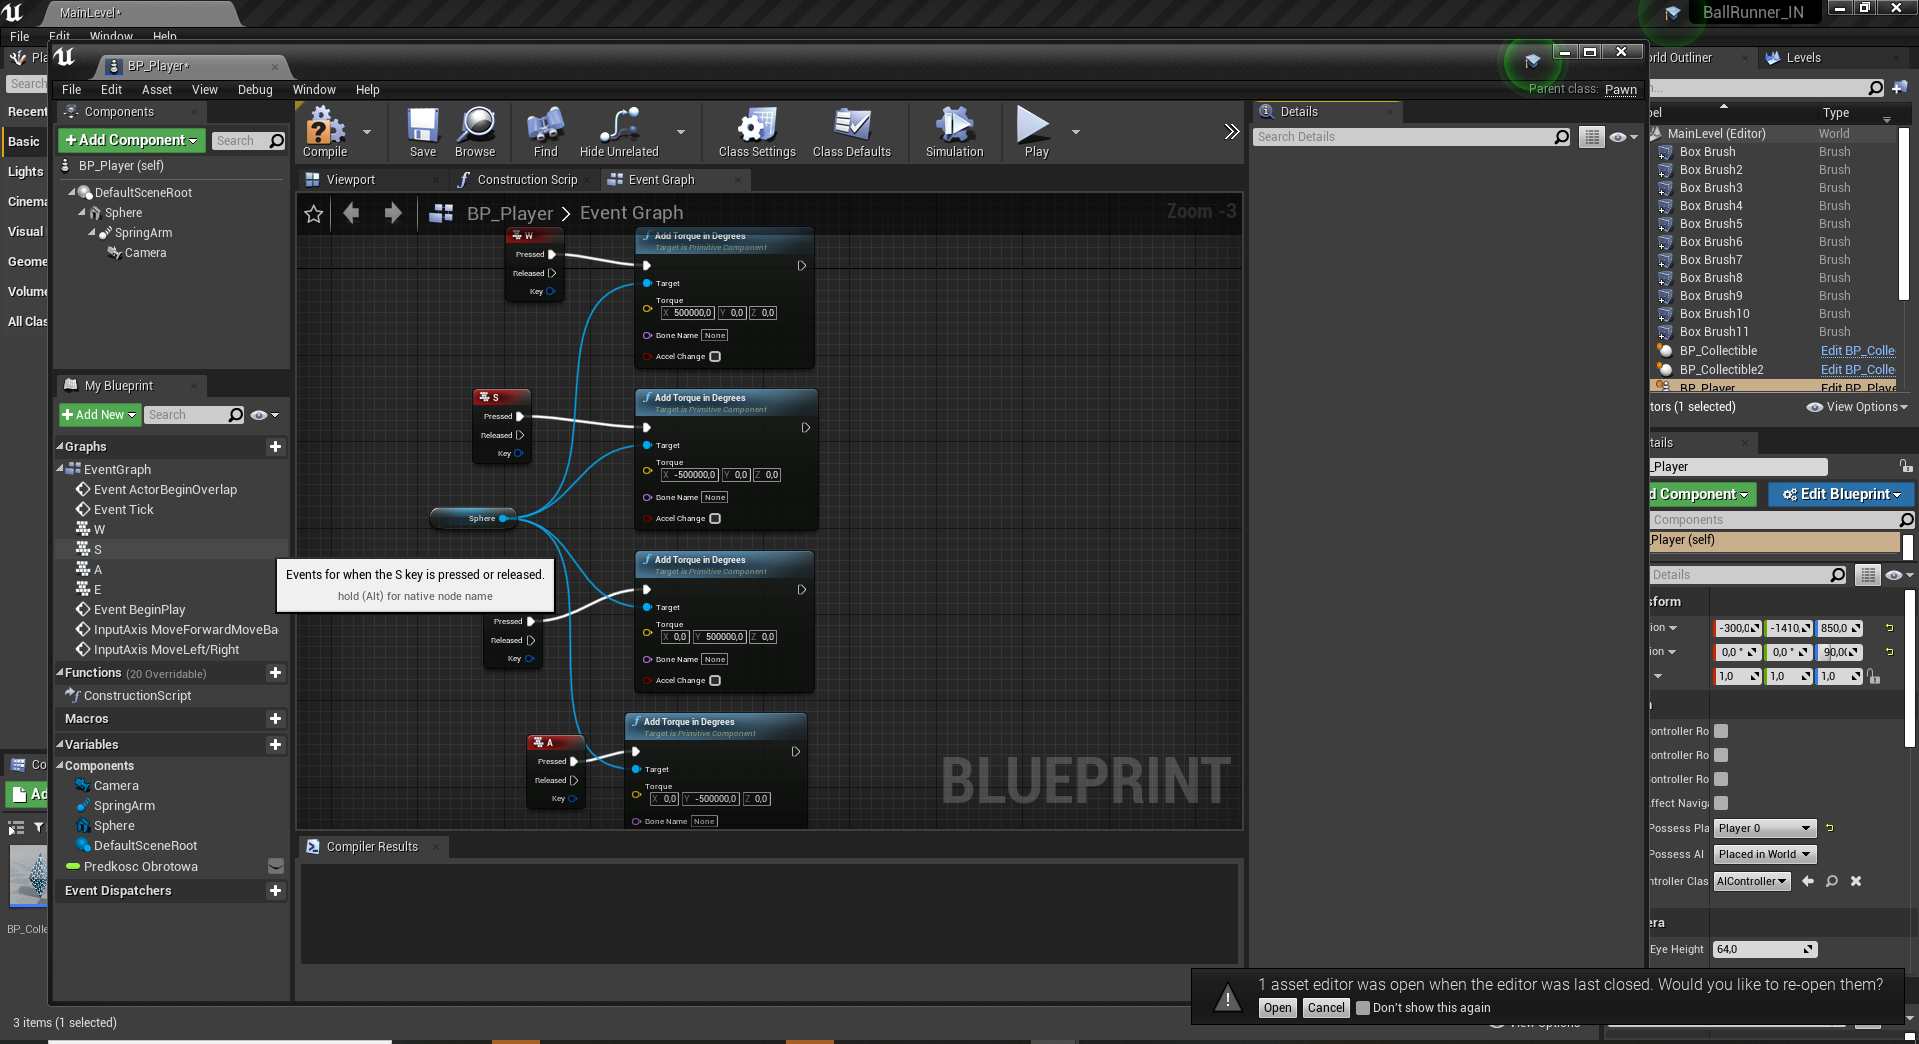 MainLevel*
BallRunner_IN
File Edit Window Help
BP_Player*
File Edit Asset View Debug Window Help
Parent class: Pawn
Components
+ Add Component
Search
BP_Player (self)
DefaultSceneRoot
Sphere
SpringArm
Camera
Search
Recent
Basic
Lights
Cinema
Visual
Geome
Volume
All Clas
Compile
Save
Browse
Find
Hide Unrelated
Class Settings
Class Defaults
Simulation
Play
Viewport
Construction Scrip
Event Graph
BP_Player > Event Graph
Zoom -3
W
Pressed
Released
Key
Add Torque in Degrees
Target is Primitive Component
Target
Torque
X 500000,0 Y 0,0 Z 0,0
Bone Name None
Accel Change
S
Pressed
Released
Key
Add Torque in Degrees
Target is Primitive Component
Target
Torque
X -500000,0 Y 0,0 Z 0,0
Bone Name None
Accel Change
Sphere
Events for when the S key is pressed or released.
hold (Alt) for native node name
Pressed
Released
Key
Add Torque in Degrees
Target is Primitive Component
Target
Torque
X 0,0 Y 500000,0 Z 0,0
Bone Name None
Accel Change
A
Pressed
Released
Key
Add Torque in Degrees
Target is Primitive Component
Target
Torque
X 0,0 Y -500000,0 Z 0,0
Bone Name None
BLUEPRINT
My Blueprint
+ Add New
Search
Graphs
EventGraph
Event ActorBeginOverlap
Event Tick
W
S
A
E
Event BeginPlay
InputAxis MoveForwardMoveBa
InputAxis MoveLeft/Right
Functions (20 Overridable)
ConstructionScript
Macros
Variables
Components
Camera
SpringArm
Sphere
DefaultSceneRoot
Predkosc Obrotowa
Event Dispatchers
Compiler Results
Details
Search Details
rld Outliner
Levels
Type
MainLevel (Editor) World
Box Brush Brush
Box Brush2 Brush
Box Brush3 Brush
Box Brush4 Brush
Box Brush5 Brush
Box Brush6 Brush
Box Brush7 Brush
Box Brush8 Brush
Box Brush9 Brush
Box Brush10 Brush
Box Brush11 Brush
BP_Collectible Edit BP_Colle
BP_Collectible2 Edit BP_Colle
BP_Player Edit BP_Playe
tors (1 selected)
View Options
tails
_Player
d Component
Edit Blueprint
Components
_Player (self)
Details
sform
ion -300,0 -1410, 850,0
ion 0,0 ° 0,0 ° 90,0(
1,0 1,0 1,0
ontroller Ro
ontroller Ro
ontroller Ro
ffect Naviga
Possess Pla Player 0
Possess AI Placed in World
ntroller Clas AIController
era
Eye Height 64,0
1 asset editor was open when the editor was last closed. Would you like to re-open them?
Open
Cancel
Don't show this again
View Options
Co
Ad
BP_Colle
3 items (1 selected)